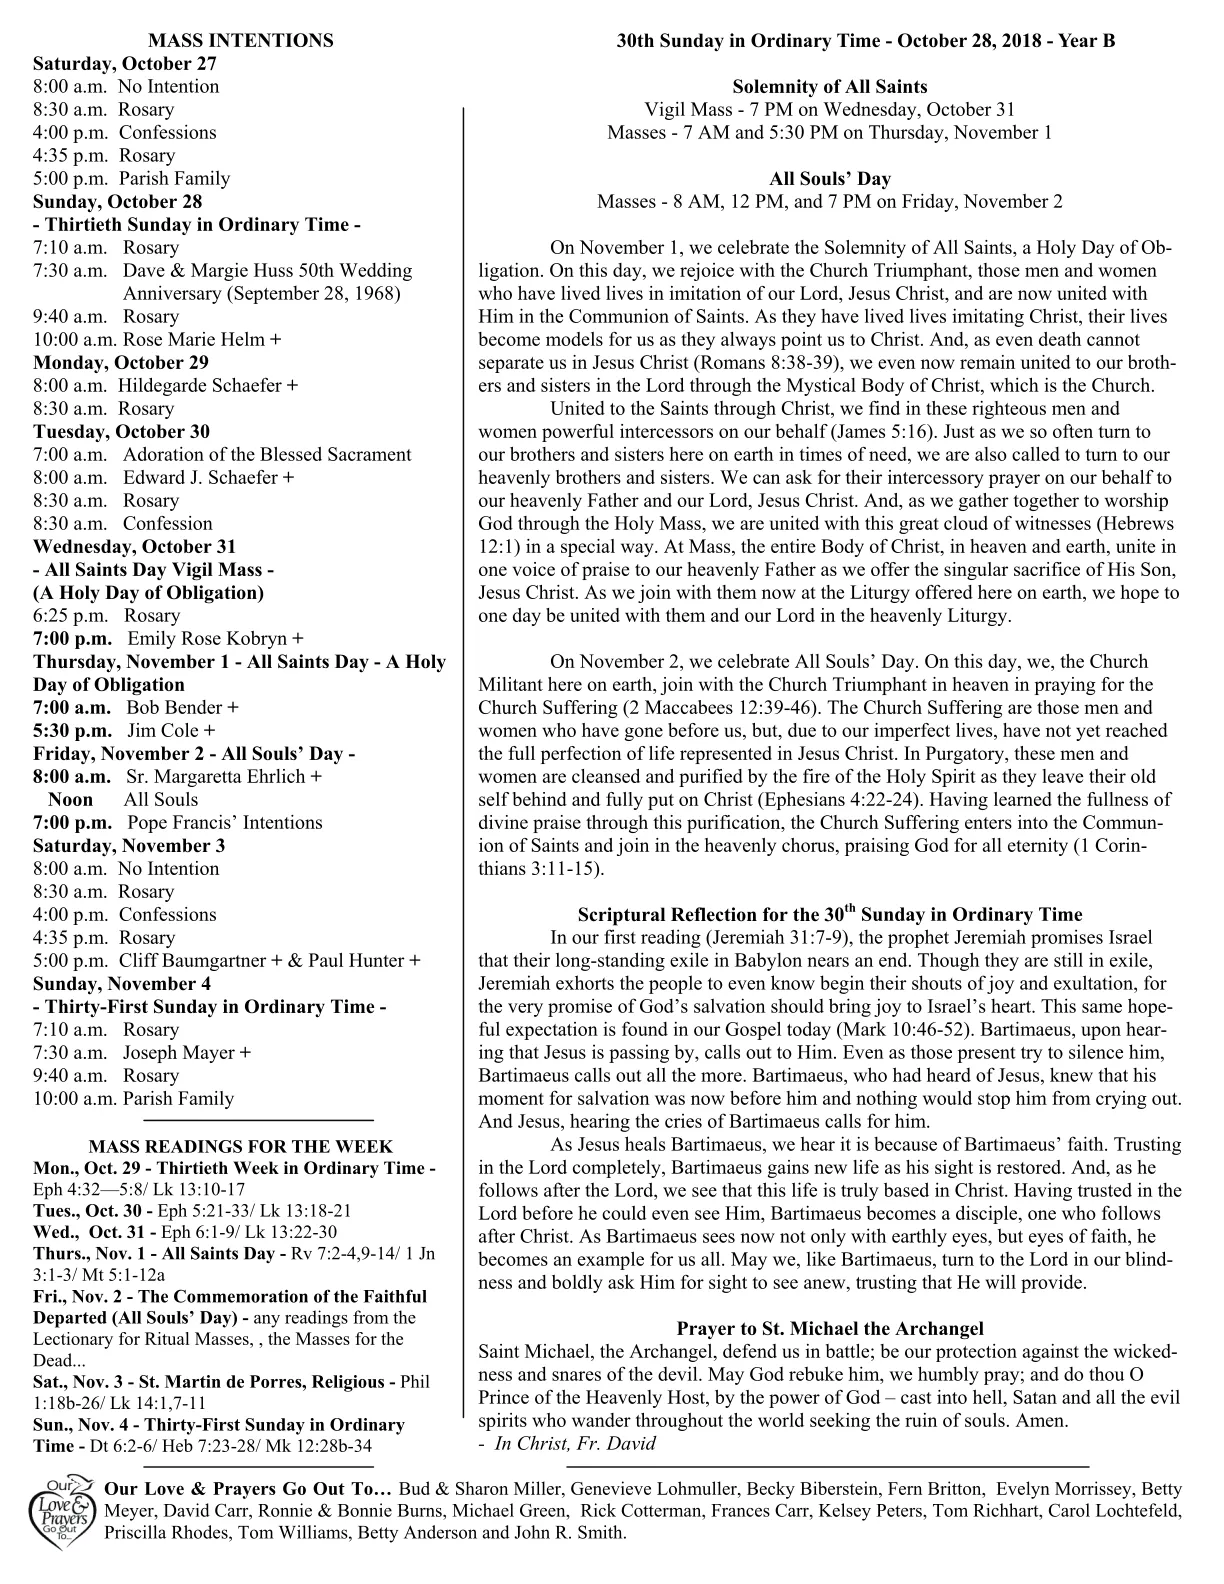 MASS INTENTIONS
Saturday, October 27
8:00 a.m. No Intention
8:30 a.m. Rosary
4:00 p.m. Confessions
4:35 p.m. Rosary
5:00 p.m. Parish Family
Sunday, October 28
- Thirtieth Sunday in Ordinary Time -
7:10 a.m. Rosary
7:30 a.m. Dave & Margie Huss 50th Wedding
Anniversary (September 28, 1968)
9:40 a.m. Rosary
10:00 a.m. Rose Marie Helm +
Monday, October 29
8:00 a.m. Hildegarde Schaefer +
8:30 a.m. Rosary
Tuesday, October 30
7:00 a.m. Adoration of the Blessed Sacrament
8:00 a.m. Edward J. Schaefer +
8:30 a.m. Rosary
8:30 a.m. Confession
Wednesday, October 31
- All Saints Day Vigil Mass -
(A Holy Day of Obligation)
6:25 p.m. Rosary
7:00 p.m. Emily Rose Kobryn +
Thursday, November 1 - All Saints Day - A Holy
Day of Obligation
7:00 a.m. Bob Bender +
5:30 p.m. Jim Cole +
Friday, November 2 - All Souls' Day -
8:00 a.m. Sr. Margaretta Ehrlich +
Noon All Souls
7:00 p.m. Pope Francis' Intentions
Saturday, November 3
8:00 a.m. No Intention
8:30 a.m. Rosary
4:00 p.m. Confessions
4:35 p.m. Rosary
5:00 p.m. Cliff Baumgartner + & Paul Hunter +
Sunday, November 4
- Thirty-First Sunday in Ordinary Time -
7:10 a.m. Rosary
7:30 a.m. Joseph Mayer +
9:40 a.m. Rosary
10:00 a.m. Parish Family
MASS READINGS FOR THE WEEK
Mon., Oct. 29 - Thirtieth Week in Ordinary Time -
Eph 4:32—5:8/ Lk 13:10-17
Tues., Oct. 30 - Eph 5:21-33/ Lk 13:18-21
Wed., Oct. 31 - Eph 6:1-9/ Lk 13:22-30
Thurs., Nov. 1 - All Saints Day - Rv 7:2-4,9-14/ 1 Jn
3:1-3/ Mt 5:1-12a
Fri., Nov. 2 - The Commemoration of the Faithful
Departed (All Souls' Day) - any readings from the
Lectionary for Ritual Masses, , the Masses for the
Dead...
Sat., Nov. 3 - St. Martin de Porres, Religious - Phil
1:18b-26/ Lk 14:1,7-11
Sun., Nov. 4 - Thirty-First Sunday in Ordinary
Time - Dt 6:2-6/ Heb 7:23-28/ Mk 12:28b-34
30th Sunday in Ordinary Time - October 28, 2018 - Year B
Solemnity of All Saints
Vigil Mass - 7 PM on Wednesday, October 31
Masses - 7 AM and 5:30 PM on Thursday, November 1
All Souls' Day
Masses - 8 AM, 12 PM, and 7 PM on Friday, November 2
On November 1, we celebrate the Solemnity of All Saints, a Holy Day of Ob-
ligation. On this day, we rejoice with the Church Triumphant, those men and women
who have lived lives in imitation of our Lord, Jesus Christ, and are now united with
Him in the Communion of Saints. As they have lived lives imitating Christ, their lives
become models for us as they always point us to Christ. And, as even death cannot
separate us in Jesus Christ (Romans 8:38-39), we even now remain united to our broth-
ers and sisters in the Lord through the Mystical Body of Christ, which is the Church.
United to the Saints through Christ, we find in these righteous men and
women powerful intercessors on our behalf (James 5:16). Just as we so often turn to
our brothers and sisters here on earth in times of need, we are also called to turn to our
heavenly brothers and sisters. We can ask for their intercessory prayer on our behalf to
our heavenly Father and our Lord, Jesus Christ. And, as we gather together to worship
God through the Holy Mass, we are united with this great cloud of witnesses (Hebrews
12:1) in a special way. At Mass, the entire Body of Christ, in heaven and earth, unite in
one voice of praise to our heavenly Father as we offer the singular sacrifice of His Son,
Jesus Christ. As we join with them now at the Liturgy offered here on earth, we hope to
one day be united with them and our Lord in the heavenly Liturgy.
On November 2, we celebrate All Souls' Day. On this day, we, the Church
Militant here on earth, join with the Church Triumphant in heaven in praying for the
Church Suffering (2 Maccabees 12:39-46). The Church Suffering are those men and
women who have gone before us, but, due to our imperfect lives, have not yet reached
the full perfection of life represented in Jesus Christ. In Purgatory, these men and
women are cleansed and purified by the fire of the Holy Spirit as they leave their old
self behind and fully put on Christ (Ephesians 4:22-24). Having learned the fullness of
divine praise through this purification, the Church Suffering enters into the Commun-
ion of Saints and join in the heavenly chorus, praising God for all eternity (1 Corin-
thians 3:11-15).
Scriptural Reflection for the 30th Sunday in Ordinary Time
In our first reading (Jeremiah 31:7-9), the prophet Jeremiah promises Israel
that their long-standing exile in Babylon nears an end. Though they are still in exile,
Jeremiah exhorts the people to even know begin their shouts of joy and exultation, for
the very promise of God's salvation should bring joy to Israel's heart. This same hope-
ful expectation is found in our Gospel today (Mark 10:46-52). Bartimaeus, upon hear-
ing that Jesus is passing by, calls out to Him. Even as those present try to silence him,
Bartimaeus calls out all the more. Bartimaeus, who had heard of Jesus, knew that his
moment for salvation was now before him and nothing would stop him from crying out.
And Jesus, hearing the cries of Bartimaeus calls for him.
As Jesus heals Bartimaeus, we hear it is because of Bartimaeus' faith. Trusting
in the Lord completely, Bartimaeus gains new life as his sight is restored. And, as he
follows after the Lord, we see that this life is truly based in Christ. Having trusted in the
Lord before he could even see Him, Bartimaeus becomes a disciple, one who follows
after Christ. As Bartimaeus sees now not only with earthly eyes, but eyes of faith, he
becomes an example for us all. May we, like Bartimaeus, turn to the Lord in our blind-
ness and boldly ask Him for sight to see anew, trusting that He will provide.
Prayer to St. Michael the Archangel
Saint Michael, the Archangel, defend us in battle; be our protection against the wicked-
ness and snares of the devil. May God rebuke him, we humbly pray; and do thou O
Prince of the Heavenly Host, by the power of God – cast into hell, Satan and all the evil
spirits who wander throughout the world seeking the ruin of souls. Amen.
- In Christ, Fr. David
Our
Love &
Prayers
Go Out
To...
Our Love & Prayers Go Out To… Bud & Sharon Miller, Genevieve Lohmuller, Becky Biberstein, Fern Britton, Evelyn Morrissey, Betty
Meyer, David Carr, Ronnie & Bonnie Burns, Michael Green, Rick Cotterman, Frances Carr, Kelsey Peters, Tom Richhart, Carol Lochtefeld,
Priscilla Rhodes, Tom Williams, Betty Anderson and John R. Smith.